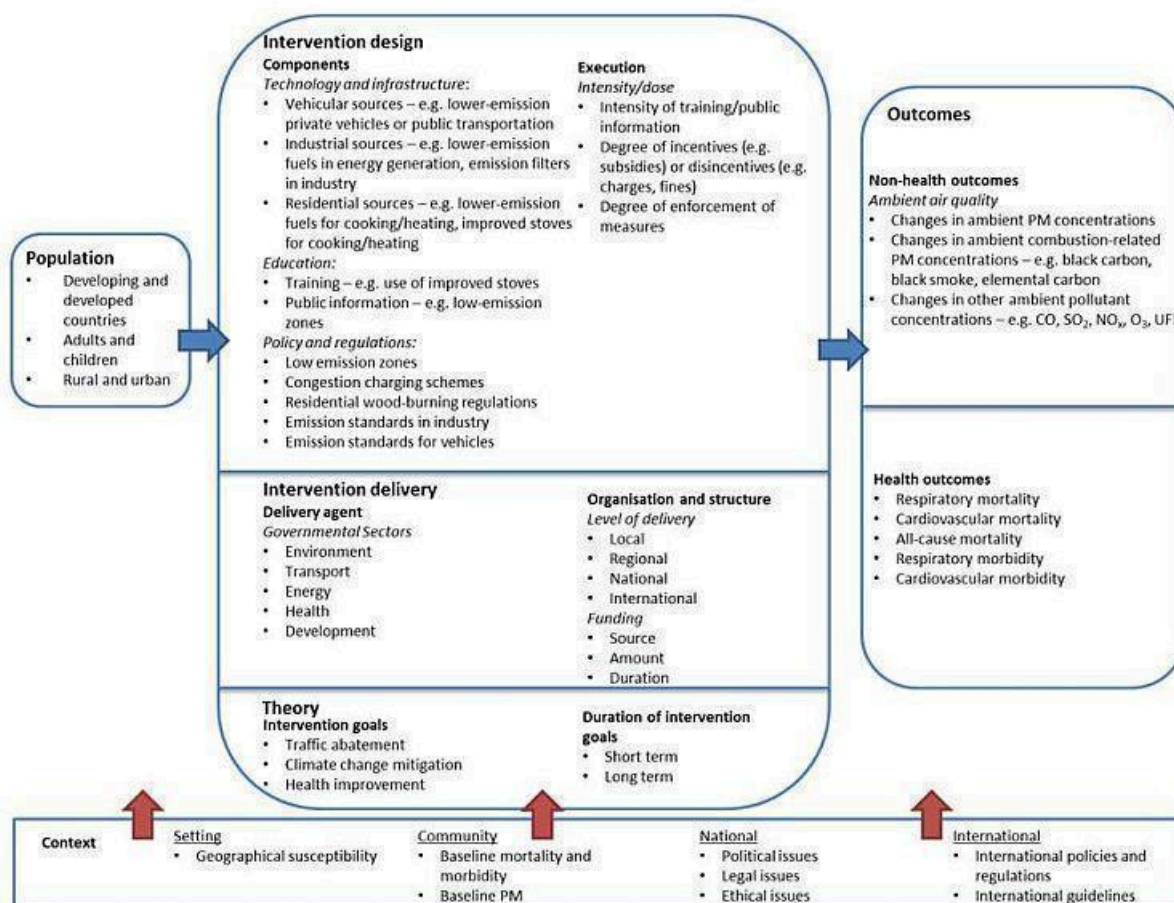 Population
• Developing and
developed
countries
• Adults and
children
• Rural and urban
Intervention design
Components
Technology and infrastructure:
• Vehicular sources – e.g. lower-emission
private vehicles or public transportation
• Industrial sources – e.g. lower-emission
fuels in energy generation, emission filters
in industry
• Residential sources – e.g. lower-emission
fuels for cooking/heating, improved stoves
for cooking/heating
Education:
• Training – e.g. use of improved stoves
• Public information – e.g. low-emission
zones
Policy and regulations:
• Low emission zones
• Congestion charging schemes
• Residential wood-burning regulations
• Emission standards in industry
• Emission standards for vehicles
Execution
Intensity/dose
• Intensity of training/public
information
• Degree of incentives (e.g.
subsidies) or disincentives (e.g.
charges, fines)
• Degree of enforcement of
measures
Intervention delivery
Delivery agent
Governmental Sectors
• Environment
• Transport
• Energy
• Health
• Development
Organisation and structure
Level of delivery
• Local
• Regional
• National
• International
Funding
• Source
• Amount
• Duration
Theory
Intervention goals
• Traffic abatement
• Climate change mitigation
• Health improvement
Duration of intervention
goals
• Short term
• Long term
Outcomes
Non-health outcomes
Ambient air quality
• Changes in ambient PM concentrations
• Changes in ambient combustion-related
PM concentrations – e.g. black carbon,
black smoke, elemental carbon
• Changes in other ambient pollutant
concentrations – e.g. CO, SO₂, NOₓ, O₃, UF
Health outcomes
• Respiratory mortality
• Cardiovascular mortality
• All-cause mortality
• Respiratory morbidity
• Cardiovascular morbidity
Context
Setting
• Geographical susceptibility
Community
• Baseline mortality and
morbidity
• Baseline PM
National
• Political issues
• Legal issues
• Ethical issues
International
• International policies and
regulations
• International guidelines